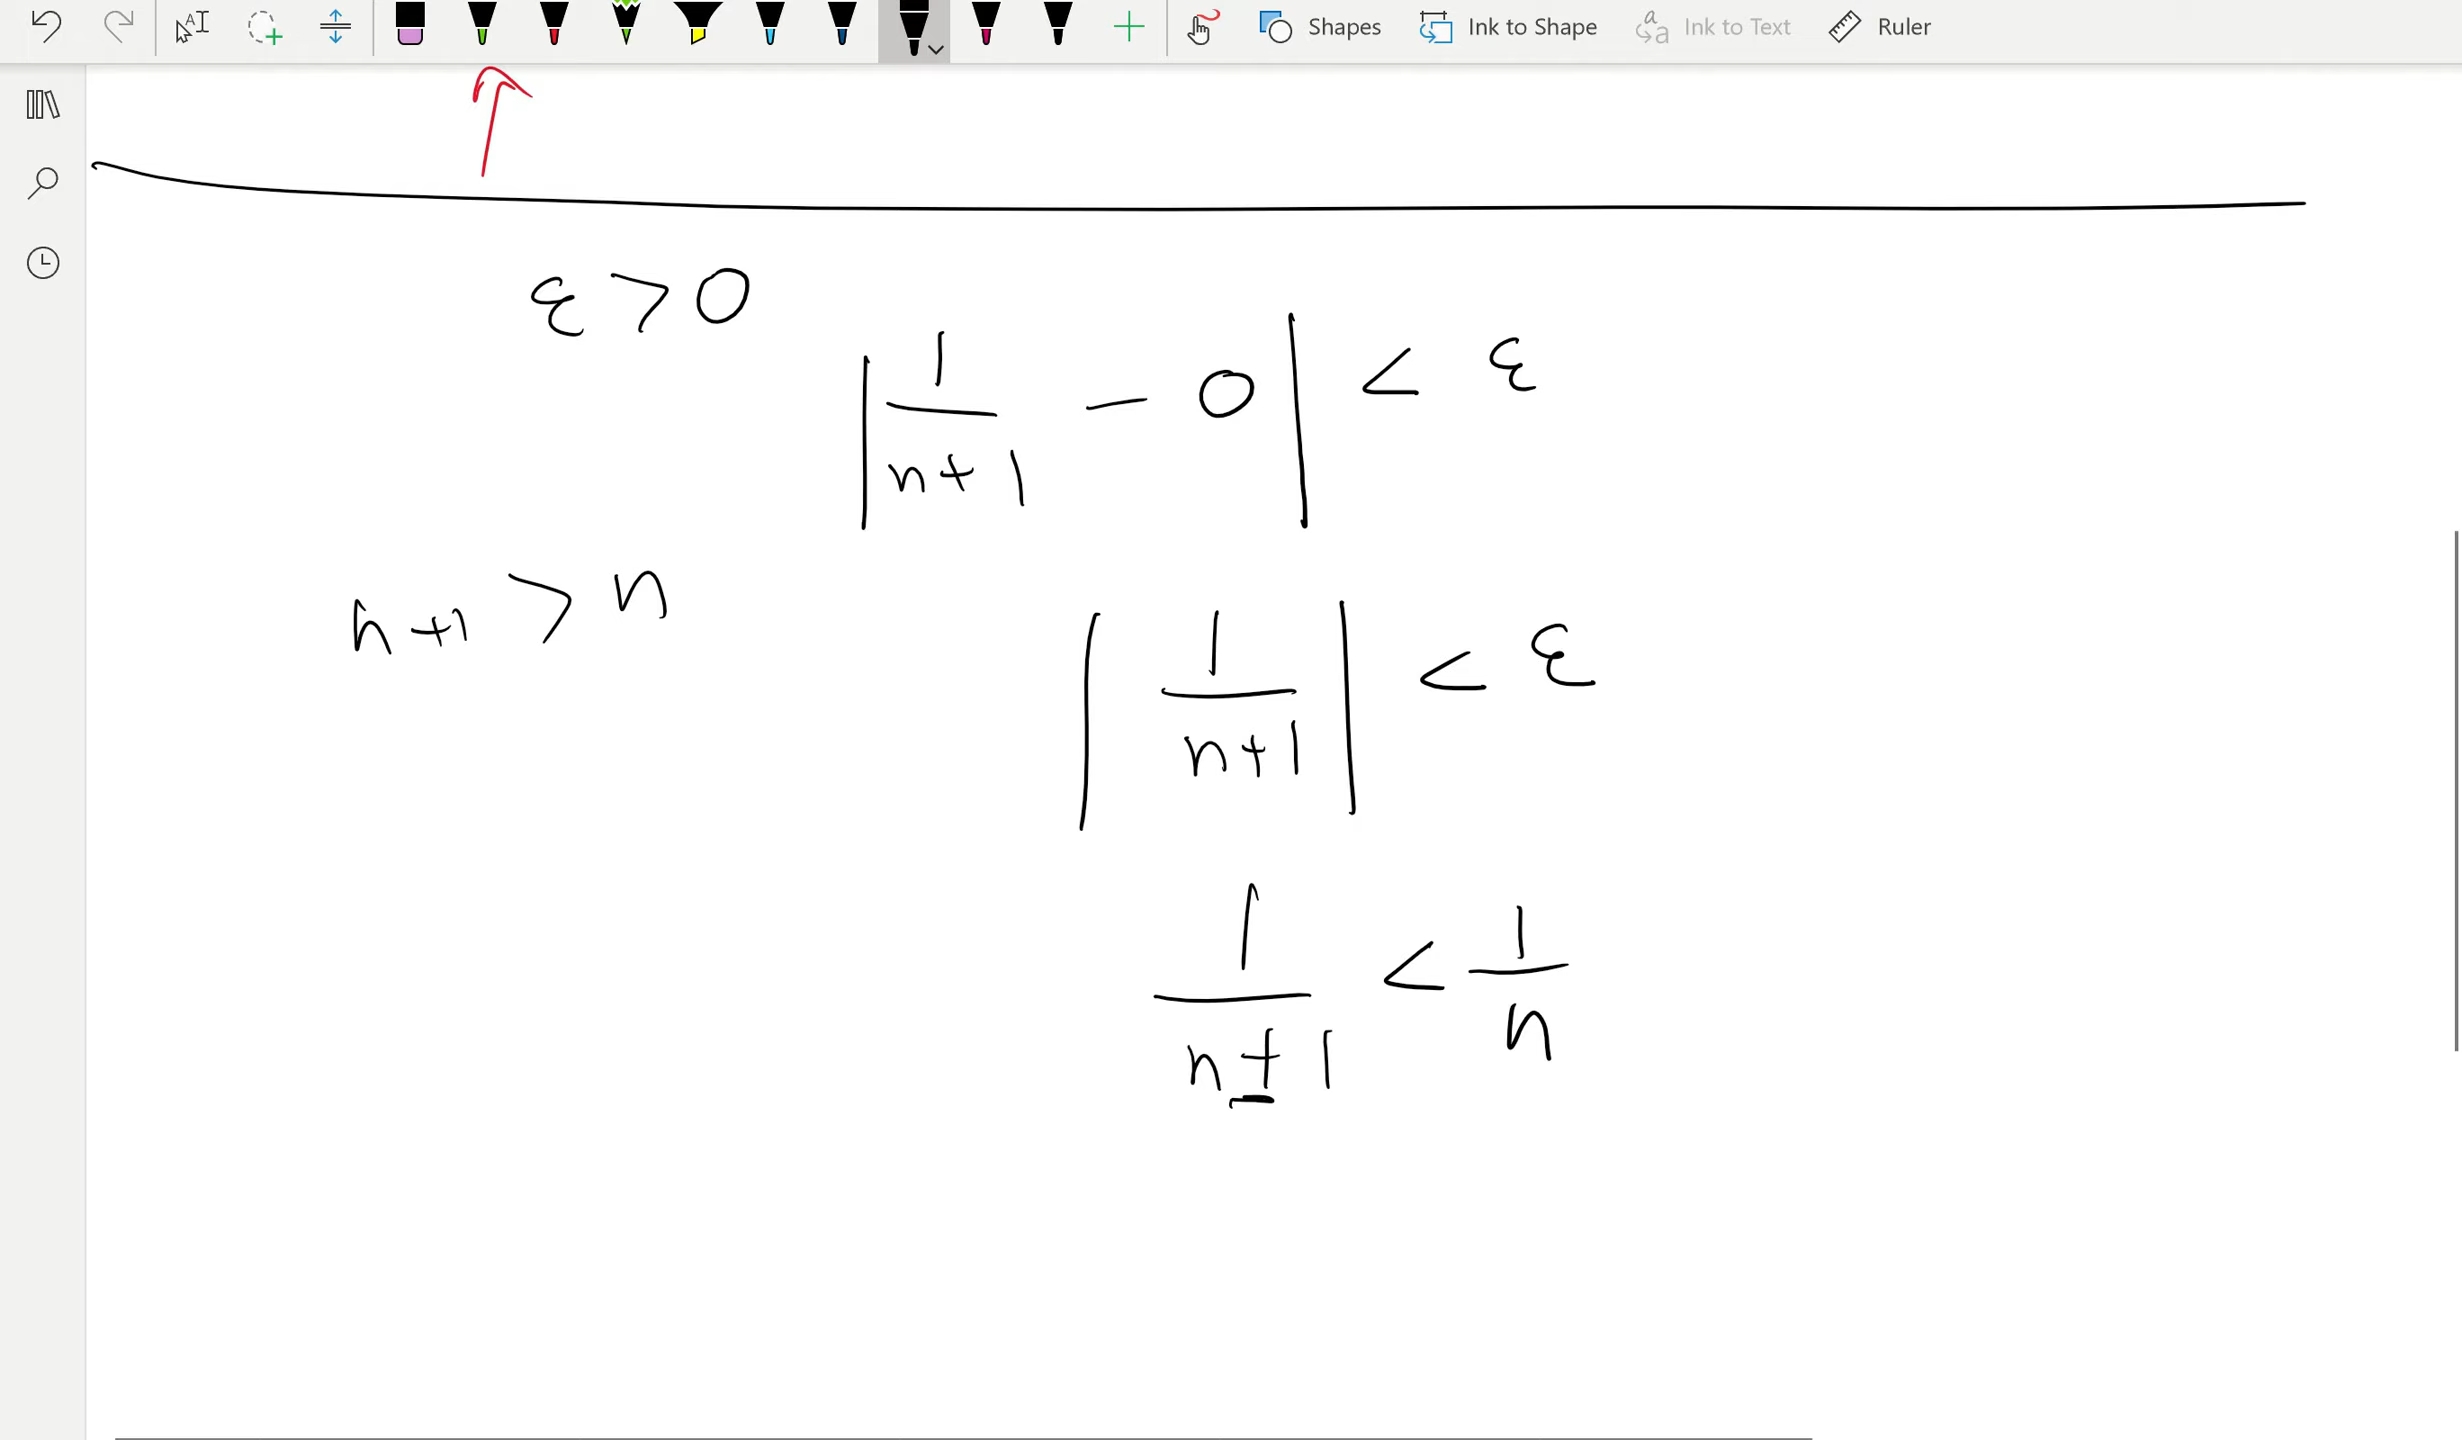 Shapes Ink to Shape Ink to Text Ruler
ε > 0
| 1/(n+1) − 0 | < ε
n+1 > n
| 1/(n+1) | < ε
1/(n+1) < 1/n